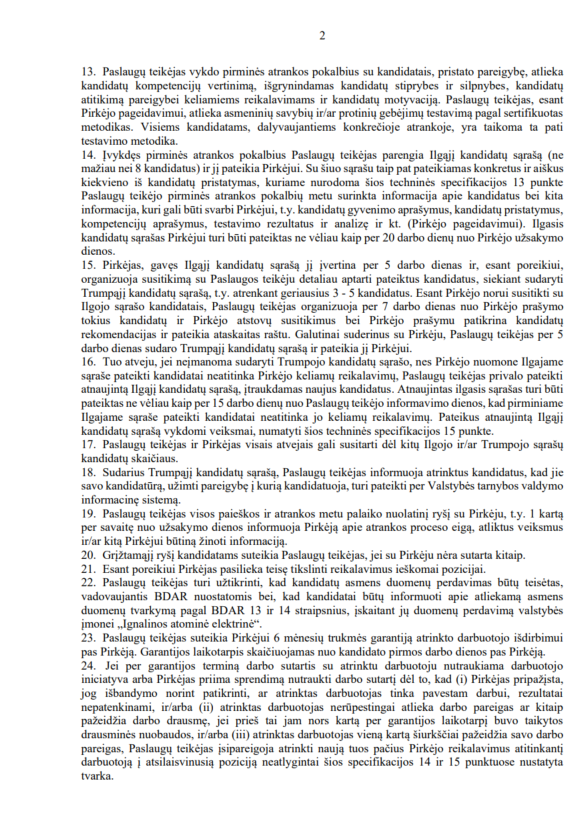 2
13. Paslaugų teikėjas vykdo pirminės atrankos pokalbius su kandidatais, pristato pareigybę, atlieka
kandidatų kompetencijų vertinimą, išgrynindamas kandidatų stiprybes ir silpnybes, kandidatų
atitikimą pareigybei keliamiems reikalavimams ir kandidatų motyvaciją. Paslaugų teikėjas, esant
Pirkėjo pageidavimui, atlieka asmeninių savybių ir/ar protinių gebėjimų testavimą pagal sertifikuotas
metodikas. Visiems kandidatams, dalyvaujantiems konkrečioje atrankoje, yra taikoma ta pati
testavimo metodika.
14. Įvykdęs pirminės atrankos pokalbius Paslaugų teikėjas parengia Ilgąjį kandidatų sąrašą (ne
mažiau nei 8 kandidatus) ir jį pateikia Pirkėjui. Su šiuo sąrašu taip pat pateikiamas konkretus ir aiškus
kiekvieno iš kandidatų pristatymas, kuriame nurodoma šios techninės specifikacijos 13 punkte
Paslaugų teikėjo pirminės atrankos pokalbių metu surinkta informacija apie kandidatus bei kita
informacija, kuri gali būti svarbi Pirkėjui, t.y. kandidatų gyvenimo aprašymus, kandidatų pristatymus,
kompetencijų aprašymus, testavimo rezultatus ir analizę ir kt. (Pirkėjo pageidavimui). Ilgasis
kandidatų sąrašas Pirkėjui turi būti pateiktas ne vėliau kaip per 20 darbo dienų nuo Pirkėjo užsakymo
dienos.
15. Pirkėjas, gavęs Ilgąjį kandidatų sąrašą jį įvertina per 5 darbo dienas ir, esant poreikiui,
organizuoja susitikimą su Paslaugos teikėju detaliau aptarti pateiktus kandidatus, siekiant sudaryti
Trumpąjį kandidatų sąrašą, t.y. atrenkant geriausius 3 - 5 kandidatus. Esant Pirkėjo norui susitikti su
Ilgojo sąrašo kandidatais, Paslaugų teikėjas organizuoja per 7 darbo dienas nuo Pirkėjo prašymo
tokius kandidatų ir Pirkėjo atstovų susitikimus bei Pirkėjo prašymu patikrina kandidatų
rekomendacijas ir pateikia ataskaitas raštu. Galutinai suderinus su Pirkėju, Paslaugų teikėjas per 5
darbo dienas sudaro Trumpąjį kandidatų sąrašą ir pateikia jį Pirkėjui.
16. Tuo atveju, jei neįmanoma sudaryti Trumpojo kandidatų sąrašo, nes Pirkėjo nuomone Ilgajame
sąraše pateikti kandidatai neatitinka Pirkėjo keliamų reikalavimų, Paslaugų teikėjas privalo pateikti
atnaujintą Ilgąjį kandidatų sąrašą, įtraukdamas naujus kandidatus. Atnaujintas ilgasis sąrašas turi būti
pateiktas ne vėliau kaip per 15 darbo dienų nuo Paslaugų teikėjo informavimo dienos, kad pirminiame
Ilgajame sąraše pateikti kandidatai neatitinka jo keliamų reikalavimų. Pateikus atnaujintą Ilgąjį
kandidatų sąrašą vykdomi veiksmai, numatyti šios techninės specifikacijos 15 punkte.
17. Paslaugų teikėjas ir Pirkėjas visais atvejais gali susitarti dėl kitų Ilgojo ir/ar Trumpojo sąrašų
kandidatų skaičiaus.
18. Sudarius Trumpąjį kandidatų sąrašą, Paslaugų teikėjas informuoja atrinktus kandidatus, kad jie
savo kandidatūrą, užimti pareigybę į kurią kandidatuoja, turi pateikti per Valstybės tarnybos valdymo
informacinę sistemą.
19. Paslaugų teikėjas visos paieškos ir atrankos metu palaiko nuolatinį ryšį su Pirkėju, t.y. 1 kartą
per savaitę nuo užsakymo dienos informuoja Pirkėją apie atrankos proceso eigą, atliktus veiksmus
ir/ar kitą Pirkėjui būtiną žinoti informaciją.
20. Grįžtamąjį ryšį kandidatams suteikia Paslaugų teikėjas, jei su Pirkėju nėra sutarta kitaip.
21. Esant poreikiui Pirkėjas pasilieka teisę tikslinti reikalavimus ieškomai pozicijai.
22. Paslaugų teikėjas turi užtikrinti, kad kandidatų asmens duomenų perdavimas būtų teisėtas,
vadovaujantis BDAR nuostatomis bei, kad kandidatai būtų informuoti apie atliekamą asmens
duomenų tvarkymą pagal BDAR 13 ir 14 straipsnius, įskaitant jų duomenų perdavimą valstybės
įmonei „Ignalinos atominė elektrinė“.
23. Paslaugų teikėjas suteikia Pirkėjui 6 mėnesių trukmės garantiją atrinkto darbuotojo išdirbimui
pas Pirkėją. Garantijos laikotarpis skaičiuojamas nuo kandidato pirmos darbo dienos pas Pirkėją.
24. Jei per garantijos terminą darbo sutartis su atrinktu darbuotoju nutraukiama darbuotojo
iniciatyva arba Pirkėjas priima sprendimą nutraukti darbo sutartį dėl to, kad (i) Pirkėjas pripažįsta,
jog išbandymo norint patikrinti, ar atrinktas darbuotojas tinka pavestam darbui, rezultatai
nepatenkinami, ir/arba (ii) atrinktas darbuotojas nerūpestingai atlieka darbo pareigas ar kitaip
pažeidžia darbo drausmę, jei prieš tai jam nors kartą per garantijos laikotarpį buvo taikytos
drausminės nuobaudos, ir/arba (iii) atrinktas darbuotojas vieną kartą šiurkščiai pažeidžia savo darbo
pareigas, Paslaugų teikėjas įsipareigoja atrinkti naują tuos pačius Pirkėjo reikalavimus atitinkantį
darbuotoją į atsilaisvinusią poziciją neatlygintai šios specifikacijos 14 ir 15 punktuose nustatyta
tvarka.